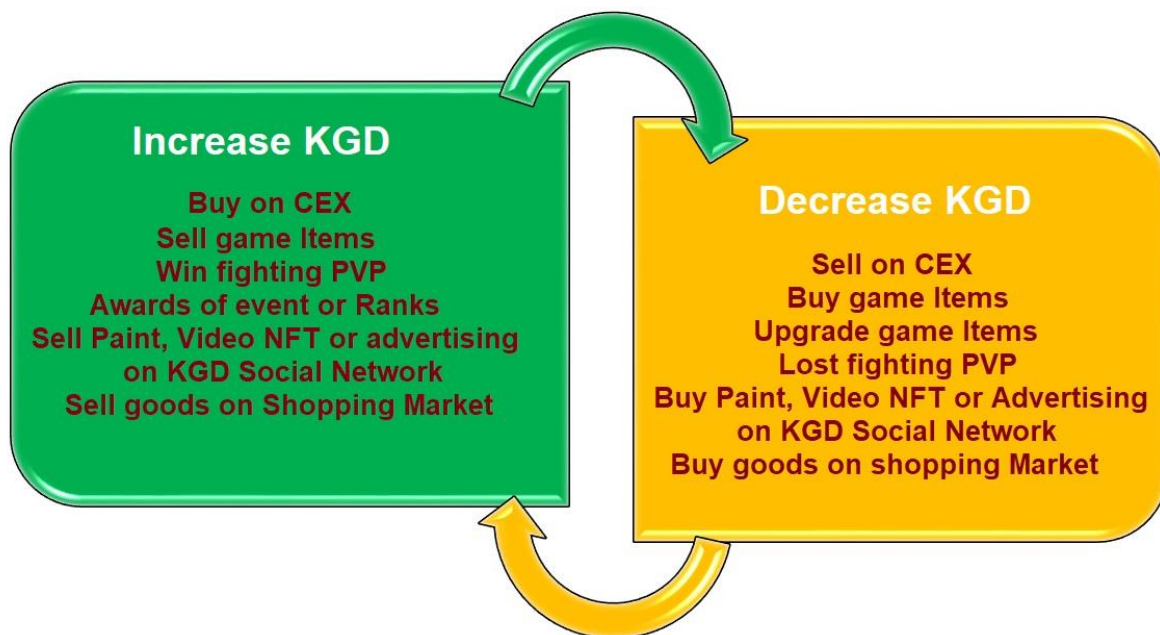 Increase KGD
Buy on CEX
Sell game Items
Win fighting PVP
Awards of event or Ranks
Sell Paint, Video NFT or advertising
on KGD Social Network
Sell goods on Shopping Market
Decrease KGD
Sell on CEX
Buy game Items
Upgrade game Items
Lost fighting PVP
Buy Paint, Video NFT or Advertising
on KGD Social Network
Buy goods on shopping Market